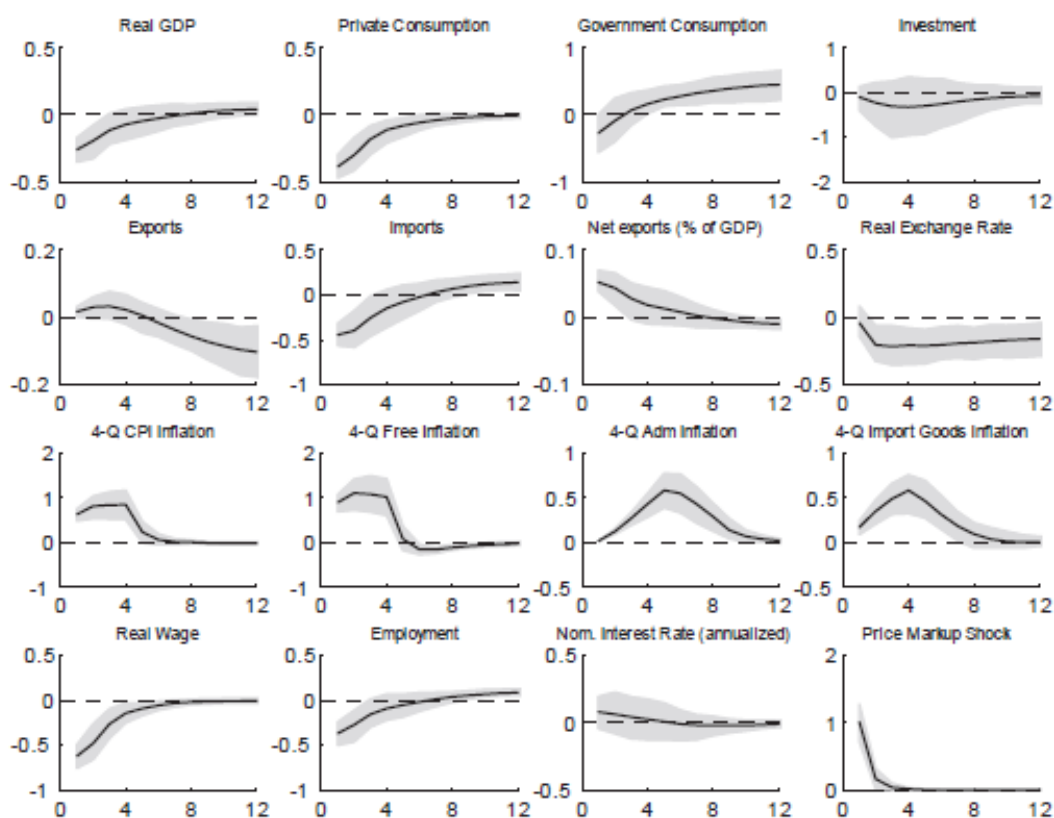 Real GDP
Private Consumption
Government Consumption
Investment
0.5
0
-0.5
0 4 8 12
0.5
0
-0.5
0 4 8 12
1
0
-1
0 4 8 12
1
0
-1
-2
0 4 8 12
Exports
Imports
Net exports (% of GDP)
Real Exchange Rate
0.2
0
-0.2
0 4 8 12
0.5
0
-0.5
-1
0 4 8 12
0.1
0
-0.1
0 4 8 12
0.5
0
-0.5
0 4 8 12
4-Q CPI Inflation
4-Q Free Inflation
4-Q Adm Inflation
4-Q Import Goods Inflation
2
1
0
-1
0 4 8 12
2
1
0
-1
0 4 8 12
1
0.5
0
-0.5
0 4 8 12
1
0.5
0
-0.5
0 4 8 12
Real Wage
Employment
Nom. Interest Rate (annualized)
Price Markup Shock
0.5
0
-0.5
-1
0 4 8 12
0.5
0
-0.5
-1
0 4 8 12
0.5
0
-0.5
0 4 8 12
2
1
0
0 4 8 12